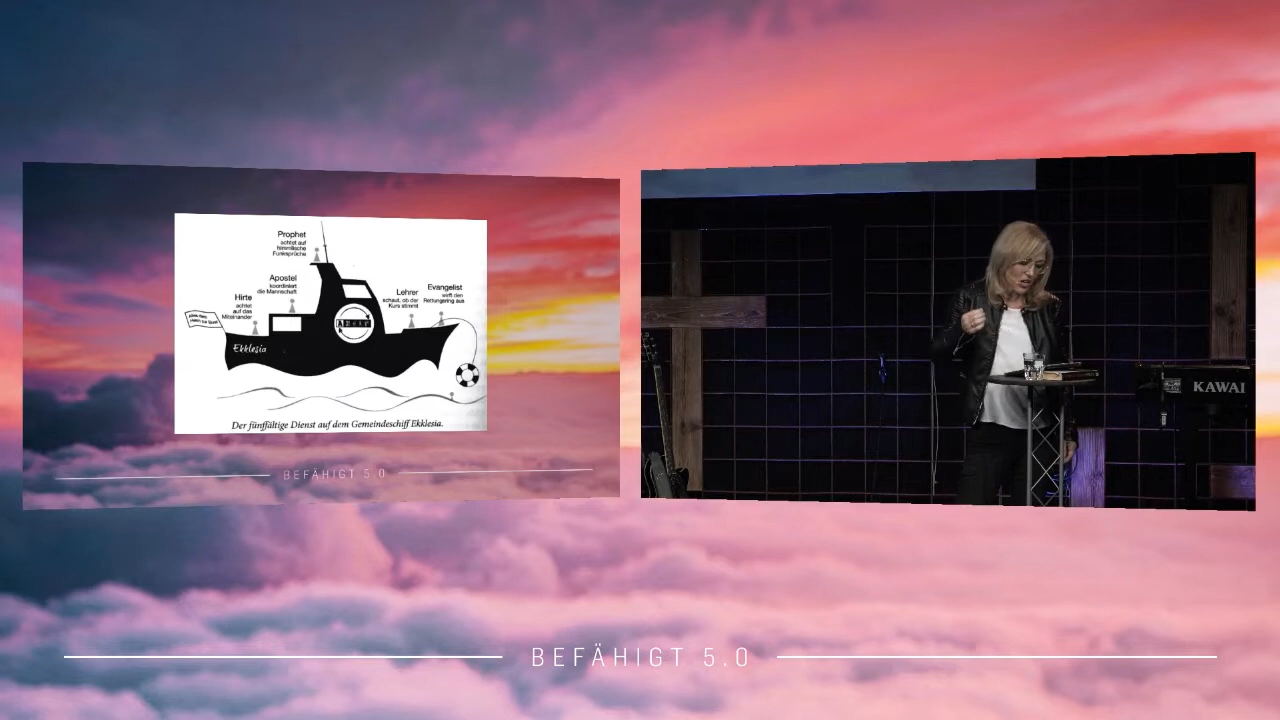 Prophet
achtet auf
himmlische
Funksprüche
Apostel
koordiniert
die Mannschaft
Hirte
achtet
auf das
Miteinander
Lehrer
schaut, ob der
Kurs stimmt
Evangelist
wirft den
Rettungsring aus
Ekklesia
Der fünffältige Dienst auf dem Gemeindeschiff Ekklesia.
BEFÄHIGT 5.0
KAWAI
BEFÄHIGT 5.0